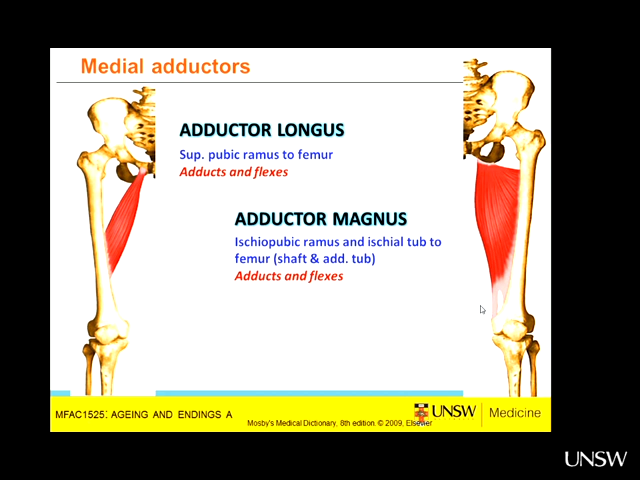 Medial adductors
ADDUCTOR LONGUS
Sup. pubic ramus to femur
Adducts and flexes
ADDUCTOR MAGNUS
Ischiopubic ramus and ischial tub to
femur (shaft & add. tub)
Adducts and flexes
MFAC1525: AGEING AND ENDINGS A
UNSW Medicine
Mosby's Medical Dictionary, 8th edition. © 2009, Elsevier
UNSW